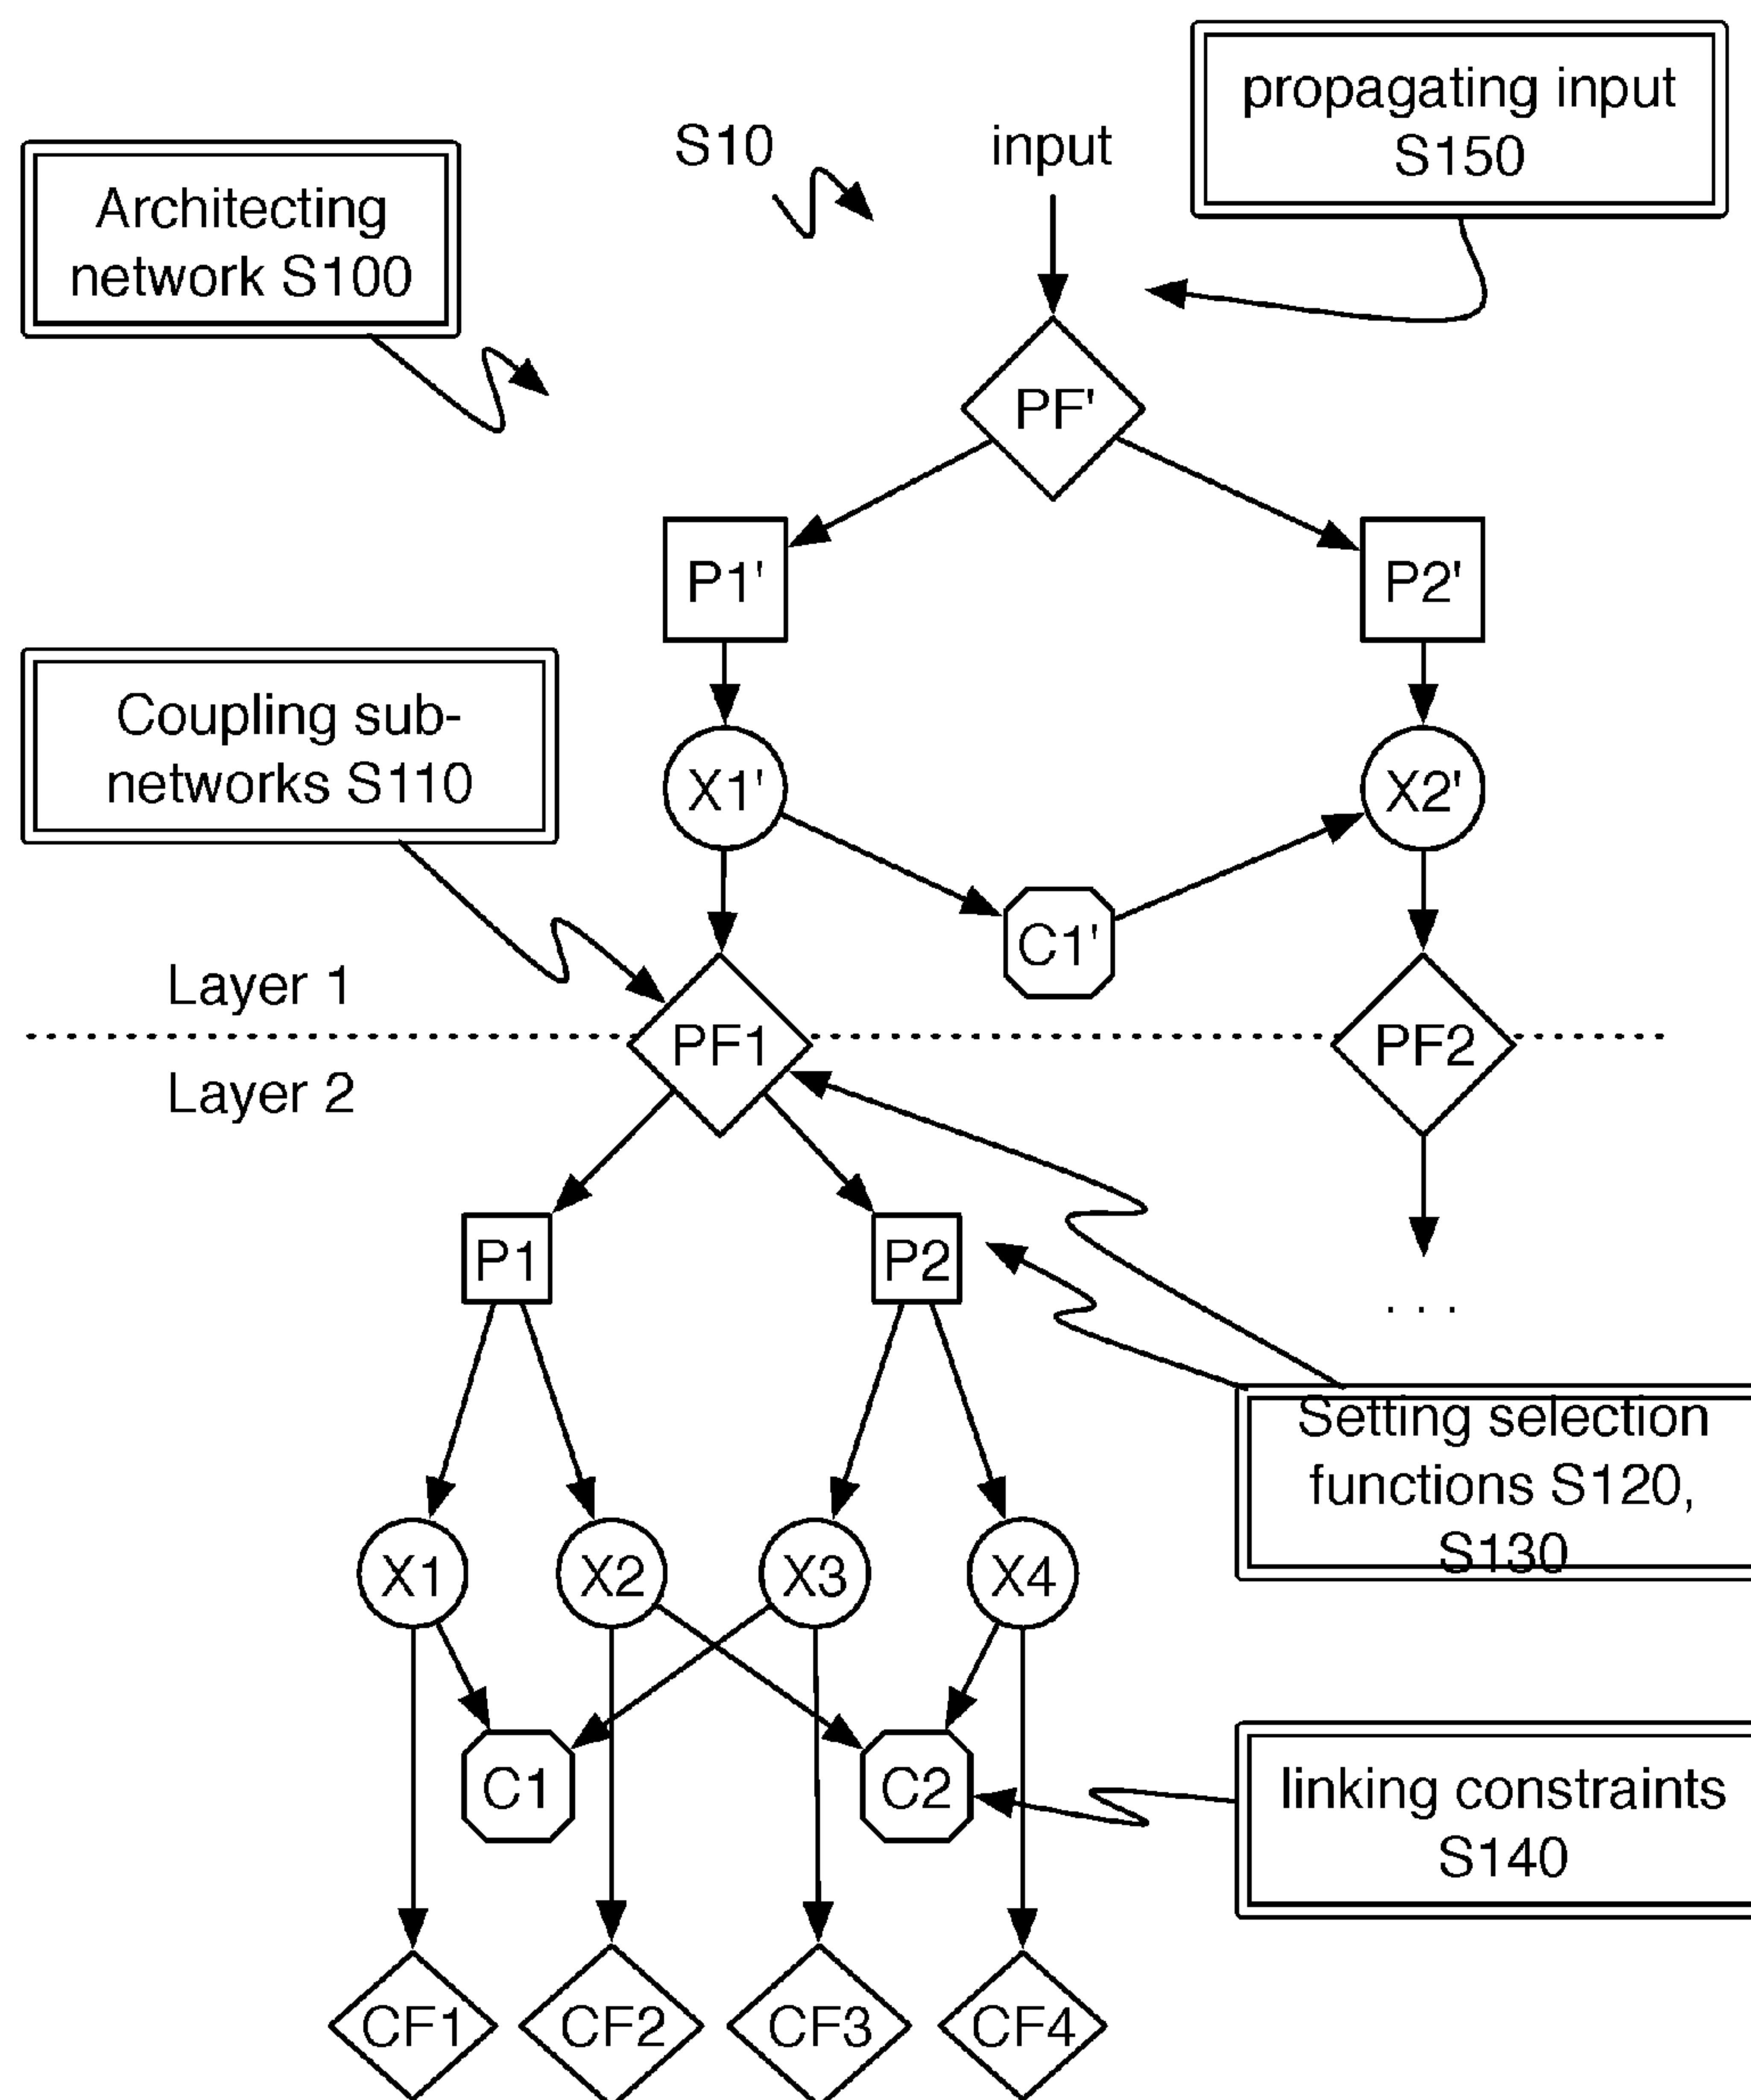 propagating input
S150
S10
input
Architecting
network S100
PF'
P1'
P2'
Coupling sub-
networks S110
X1'
X2'
C1'
Layer 1
PF1
PF2
Layer 2
P1
P2
. . .
Setting selection
functions S120,
S130
X1
X2
X3
X4
C1
C2
linking constraints
S140
CF1
CF2
CF3
CF4